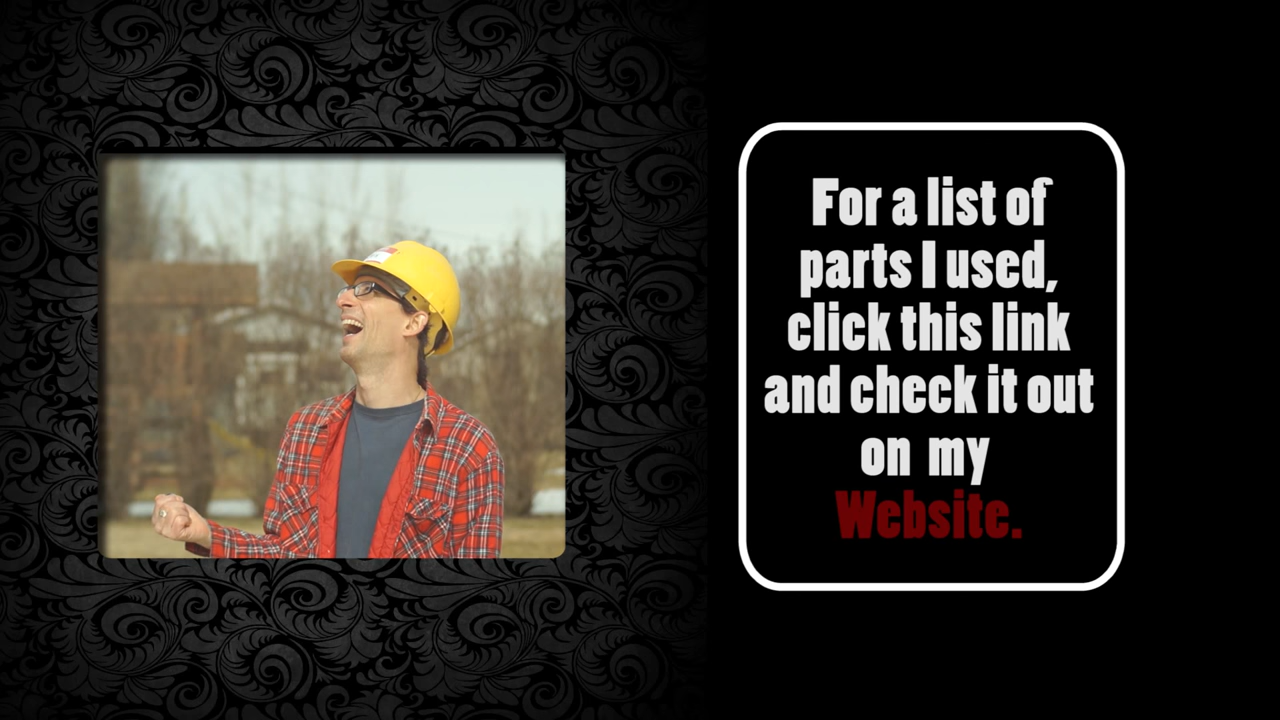 For a list of
parts I used,
click this link
and check it out
on my
Website.